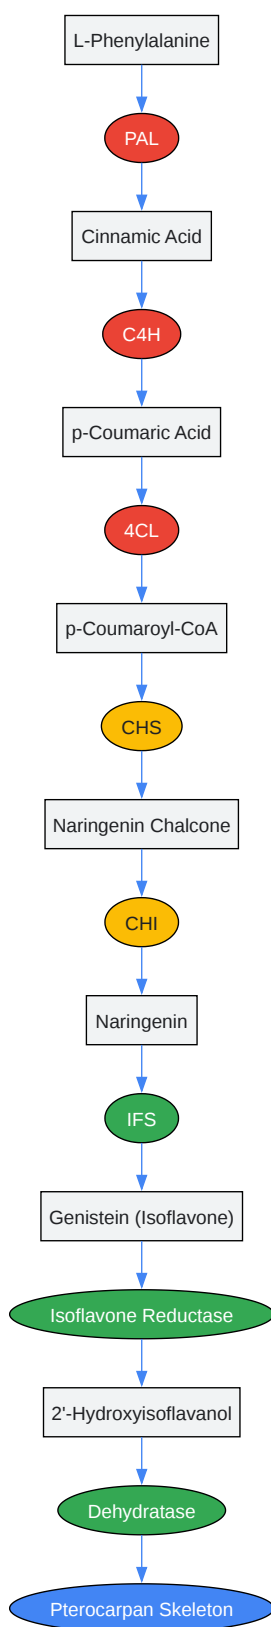 L-Phenylalanine
PAL
Cinnamic Acid
C4H
p-Coumaric Acid
4CL
p-Coumaroyl-CoA
CHS
Naringenin Chalcone
CHI
Naringenin
IFS
Genistein (Isoflavone)
Isoflavone Reductase
2'-Hydroxyisoflavanol
Dehydratase
Pterocarpan Skeleton